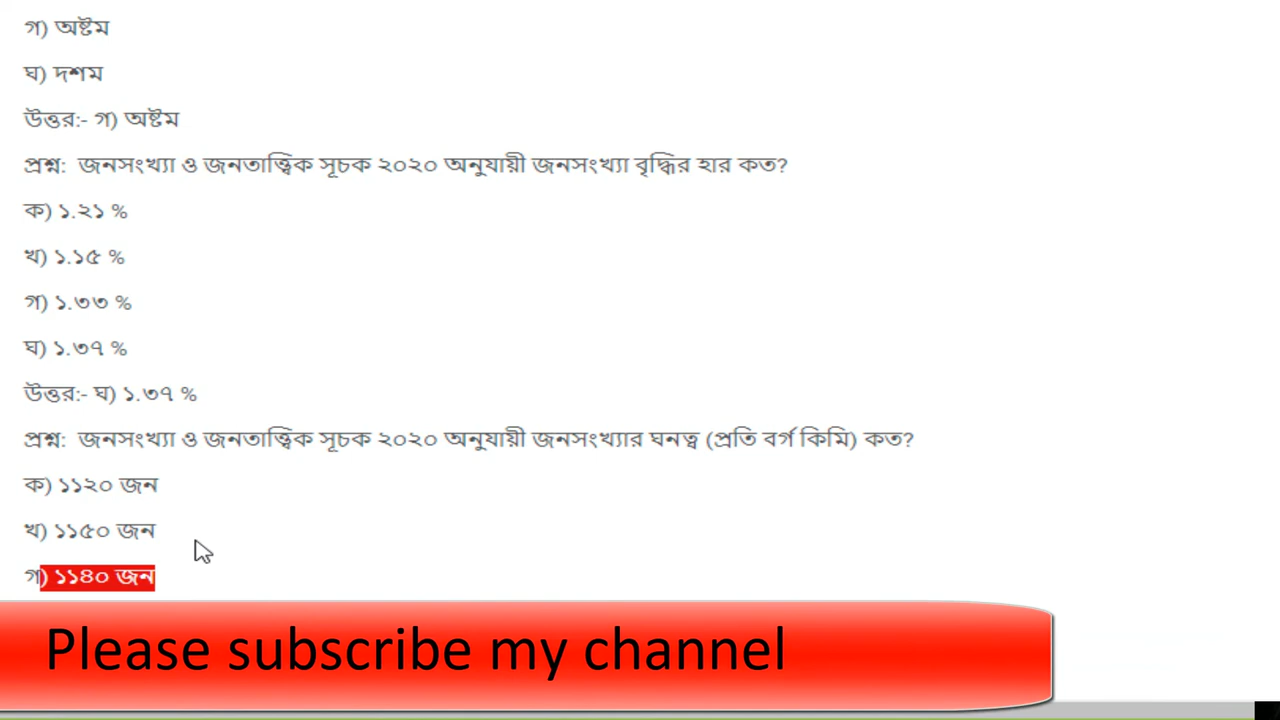 গ) অষ্টম
ঘ) দশম
উত্তর:- গ) অষ্টম
প্রশ্ন: জনসংখ্যা ও জনতাত্ত্বিক সূচক ২০২০ অনুযায়ী জনসংখ্যা বৃদ্ধির হার কত?
ক) ১.২১ %
খ) ১.১৫ %
গ) ১.৩৩ %
ঘ) ১.৩৭ %
উত্তর:- ঘ) ১.৩৭ %
প্রশ্ন: জনসংখ্যা ও জনতাত্ত্বিক সূচক ২০২০ অনুযায়ী জনসংখ্যার ঘনত্ব (প্রতি বর্গ কিমি) কত?
ক) ১১২০ জন
খ) ১১৫০ জন
গ) ১১৪০ জন
Please subscribe my channel